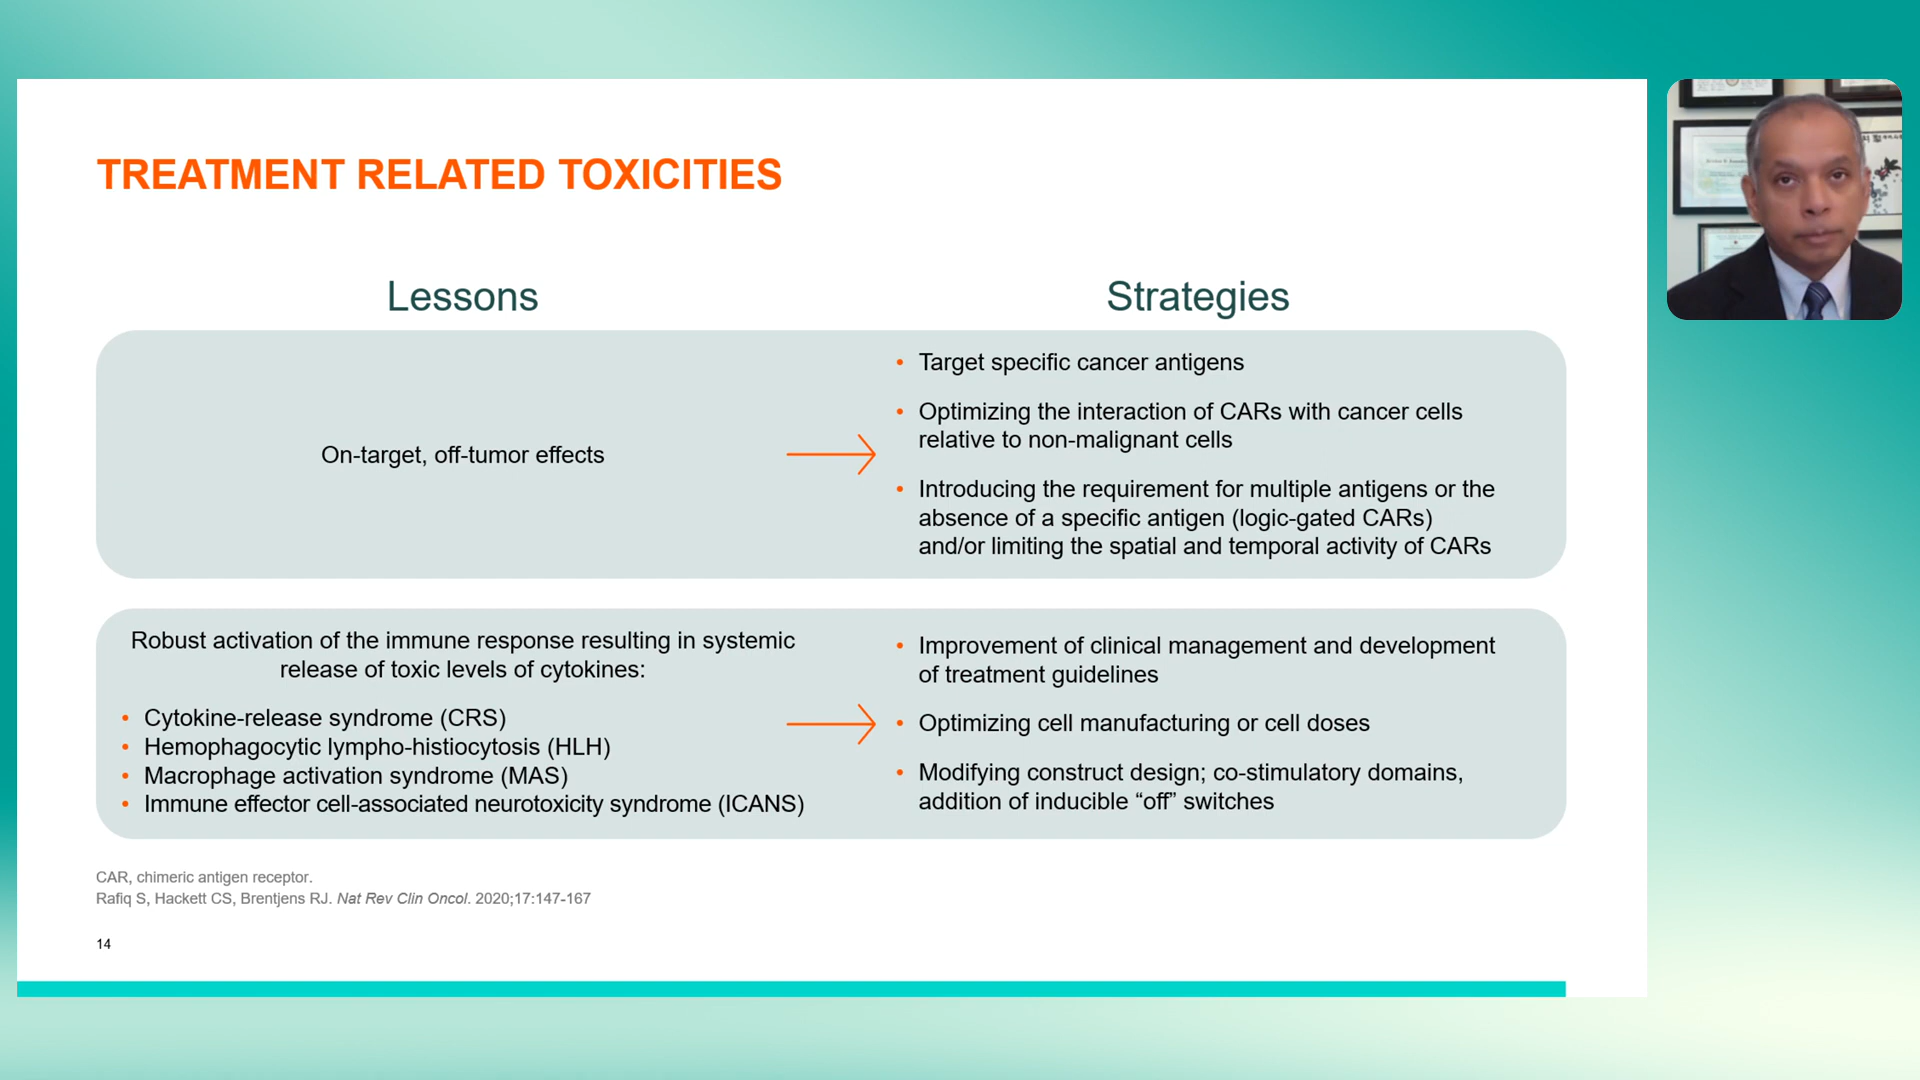 TREATMENT RELATED TOXICITIES
Lessons
Strategies
On-target, off-tumor effects
• Target specific cancer antigens
• Optimizing the interaction of CARs with cancer cells
relative to non-malignant cells
• Introducing the requirement for multiple antigens or the
absence of a specific antigen (logic-gated CARs)
and/or limiting the spatial and temporal activity of CARs
Robust activation of the immune response resulting in systemic
release of toxic levels of cytokines:
• Cytokine-release syndrome (CRS)
• Hemophagocytic lympho-histiocytosis (HLH)
• Macrophage activation syndrome (MAS)
• Immune effector cell-associated neurotoxicity syndrome (ICANS)
• Improvement of clinical management and development
of treatment guidelines
• Optimizing cell manufacturing or cell doses
• Modifying construct design; co-stimulatory domains,
addition of inducible “off” switches
CAR, chimeric antigen receptor.
Rafiq S, Hackett CS, Brentjens RJ. Nat Rev Clin Oncol. 2020;17:147-167
14